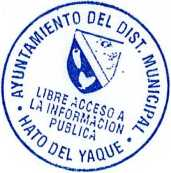 AYUNTAMIENTO DEL DIST. MUNICIPAL
LIBRE ACCESO A
LA INFORMACION
PUBLICA
• HATO DEL YAQUE •